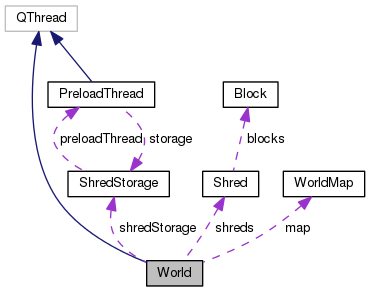 QThread
PreloadThread
Block
preloadThread
storage
blocks
ShredStorage
Shred
WorldMap
shredStorage
shreds
map
World